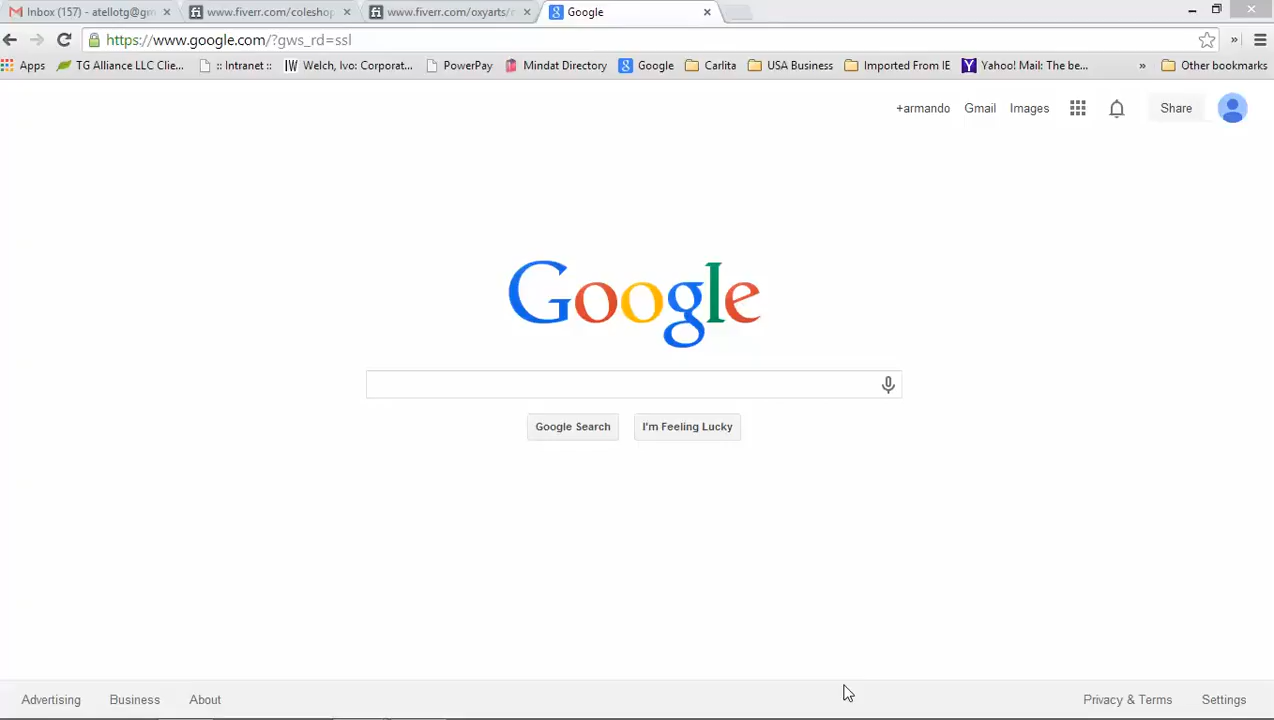 Inbox (157) - atellotg@gm
www.fiverr.com/coleshop
www.fiverr.com/oxyarts/r
Google
https://www.google.com/?gws_rd=ssl
»
Apps
TG Alliance LLC Clie...
:: Intranet ::
Welch, Ivo: Corporat...
PowerPay
Mindat Directory
Google
Carlita
USA Business
Imported From IE
Yahoo! Mail: The be...
»
Other bookmarks
+armando
Gmail
Images
Share
Google
Google Search
I'm Feeling Lucky
Advertising
Business
About
Privacy & Terms
Settings